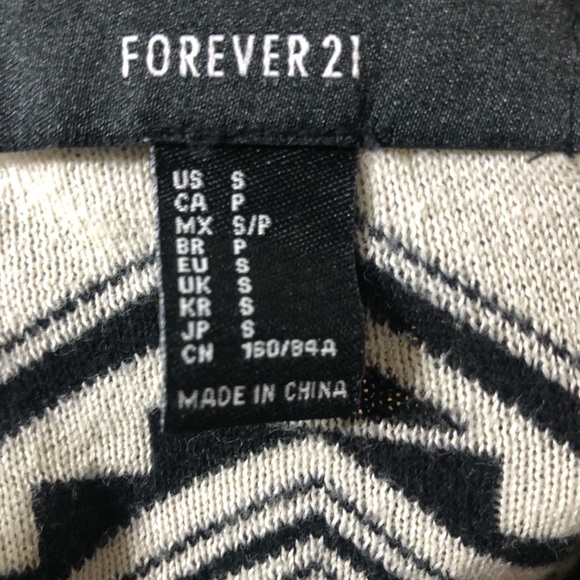 FOREVER 21
US S
CA P
MX S/P
BR P
EU S
UK S
KR S
JP S
CN 160/84A
MADE IN CHINA